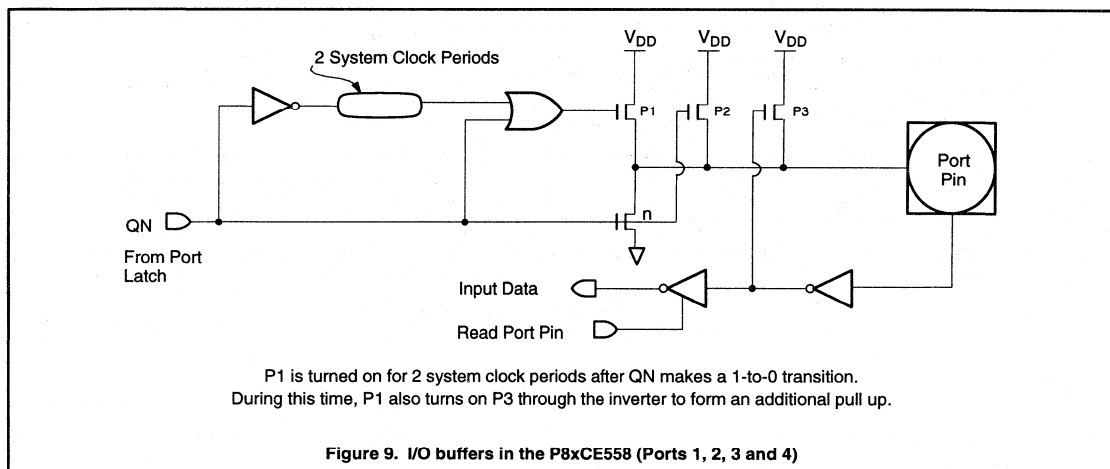 2 System Clock Periods
VDD
VDD
VDD
P1
P2
P3
Port
Pin
n
QN
From Port
Latch
Input Data
Read Port Pin
P1 is turned on for 2 system clock periods after QN makes a 1-to-0 transition.
During this time, P1 also turns on P3 through the inverter to form an additional pull up.
Figure 9. I/O buffers in the P8xCE558 (Ports 1, 2, 3 and 4)